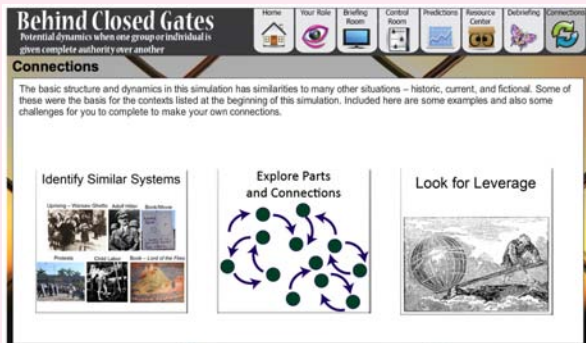 Behind Closed Gates
Potential dynamics when one group or individual is
given complete authority over another
Home
Your Role
Briefing
Room
Control
Room
Predictions
Resource
Center
Debriefing
Connections
Connections
The basic structure and dynamics in this simulation has similarities to many other situations – historic, current, and fictional. Some of
these were the basis for the contexts listed at the beginning of this simulation. Included here are some examples and also some
challenges for you to complete to make your own connections.
Identify Similar Systems
Uprising – Warsaw Ghetto
Adolf Hitler
Book/Movie
Protests
Child Labor
Book – Lord of the Flies
Explore Parts
and Connections
Look for Leverage